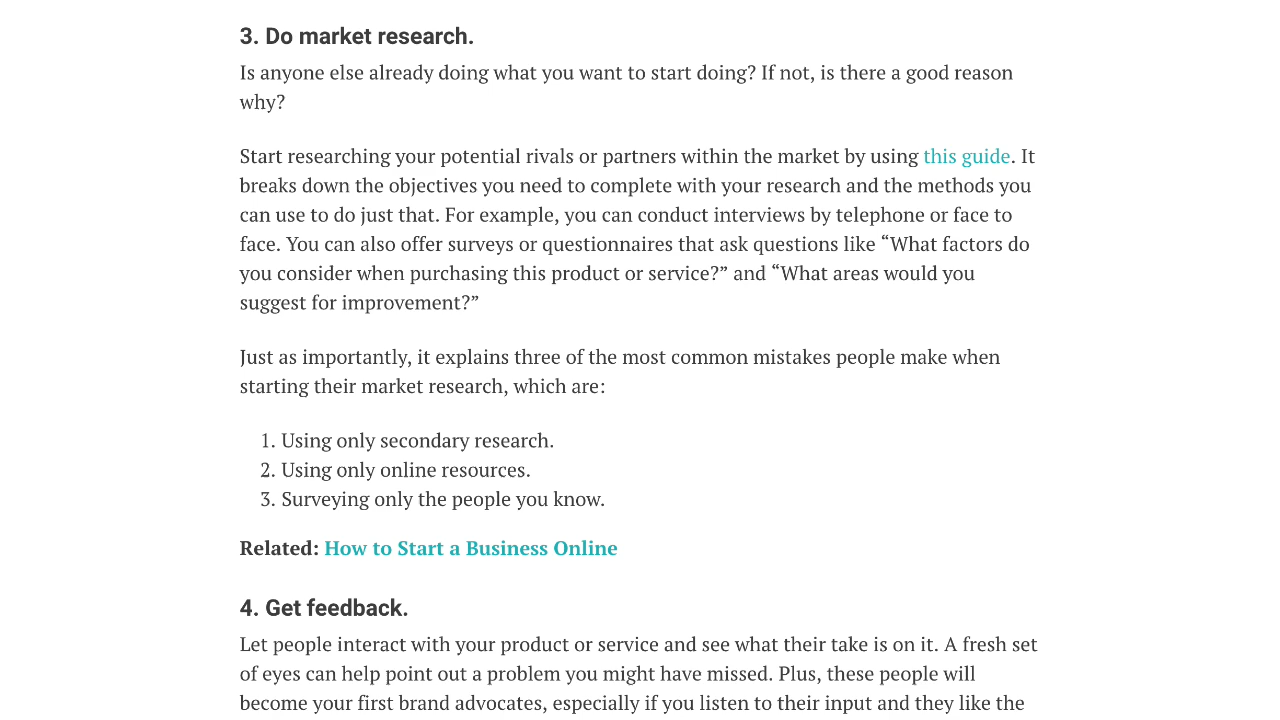 3. Do market research.
Is anyone else already doing what you want to start doing? If not, is there a good reason
why?
Start researching your potential rivals or partners within the market by using this guide. It
breaks down the objectives you need to complete with your research and the methods you
can use to do just that. For example, you can conduct interviews by telephone or face to
face. You can also offer surveys or questionnaires that ask questions like “What factors do
you consider when purchasing this product or service?” and “What areas would you
suggest for improvement?”
Just as importantly, it explains three of the most common mistakes people make when
starting their market research, which are:
1. Using only secondary research.
2. Using only online resources.
3. Surveying only the people you know.
Related: How to Start a Business Online
4. Get feedback.
Let people interact with your product or service and see what their take is on it. A fresh set
of eyes can help point out a problem you might have missed. Plus, these people will
become your first brand advocates, especially if you listen to their input and they like the